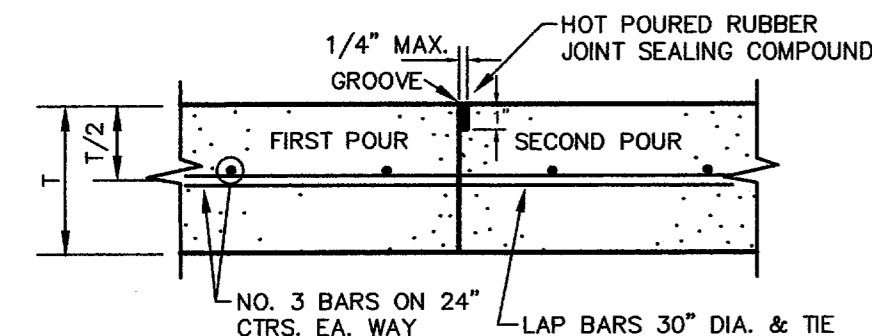 HOT POURED RUBBER
JOINT SEALING COMPOUND
1/4" MAX.
GROOVE
1"
FIRST POUR
SECOND POUR
T/2
T
NO. 3 BARS ON 24"
CTRS. EA. WAY
LAP BARS 30" DIA. & TIE